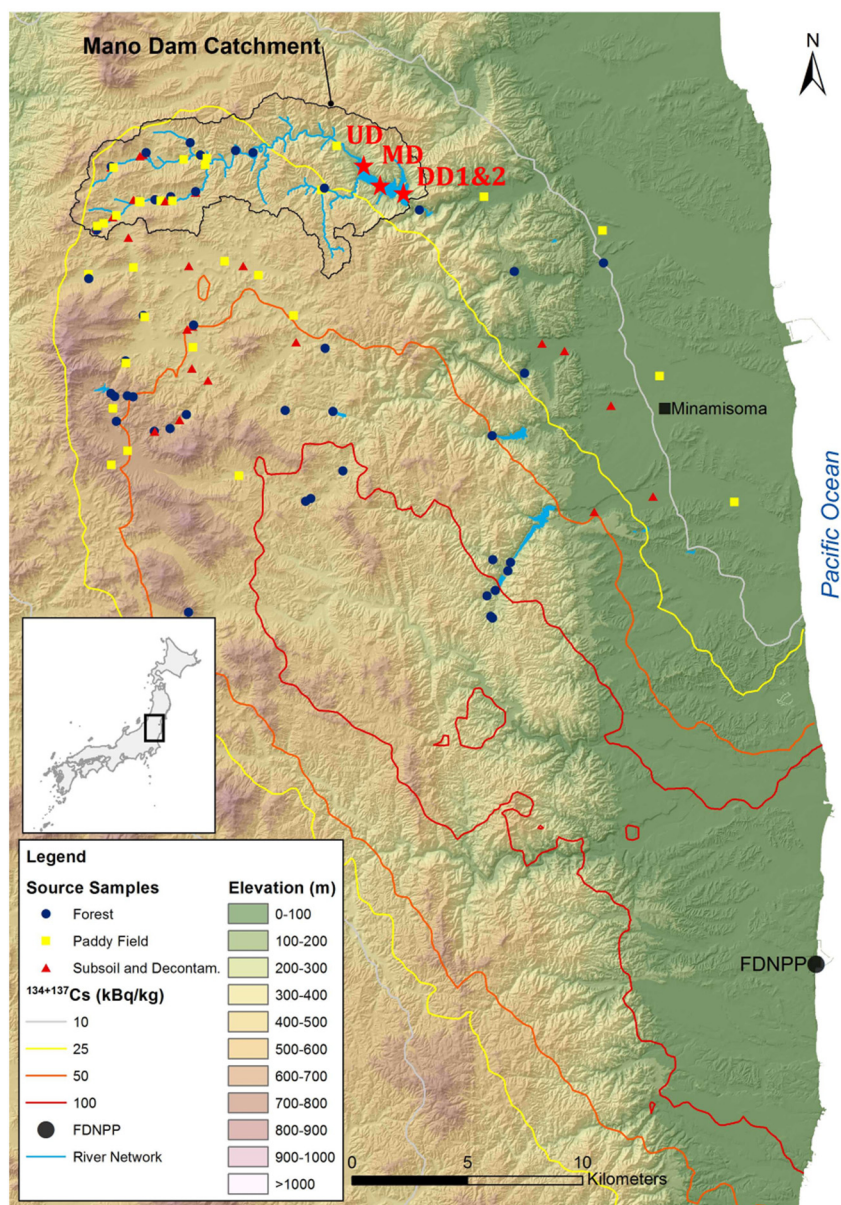 Mano Dam Catchment
N
UD
MD
DD1&2
Minamisoma
Pacific Ocean
FDNPP
Legend
Source Samples
Forest
Paddy Field
Subsoil and Decontam.
134+137Cs (kBq/kg)
10
25
50
100
FDNPP
River Network
Elevation (m)
0-100
100-200
200-300
300-400
400-500
500-600
600-700
700-800
800-900
900-1000
>1000
0 5 10
Kilometers